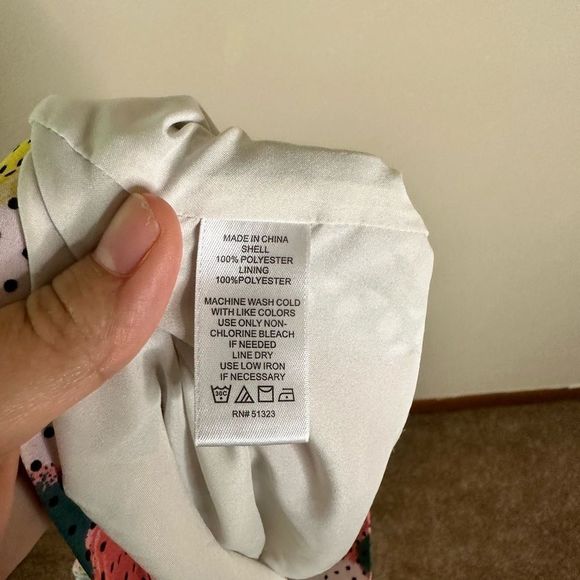 MADE IN CHINA
SHELL
100% POLYESTER
LINING
100%POLYESTER
MACHINE WASH COLD
WITH LIKE COLORS
USE ONLY NON-
CHLORINE BLEACH
IF NEEDED
LINE DRY
USE LOW IRON
IF NECESSARY
30C
RN# 51323